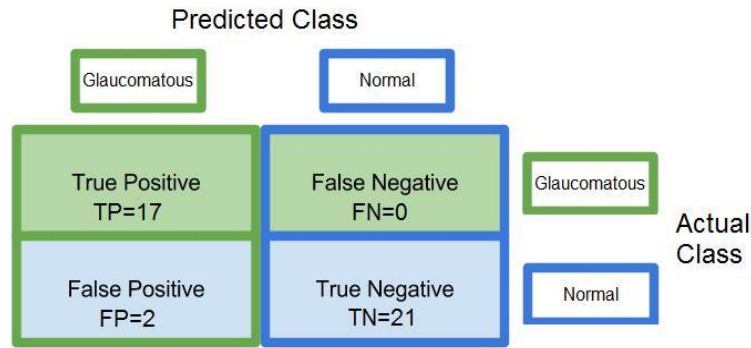 Predicted Class
Glaucomatous
Normal
True Positive
TP=17
False Negative
FN=0
Glaucomatous
Actual
Class
False Positive
FP=2
True Negative
TN=21
Normal